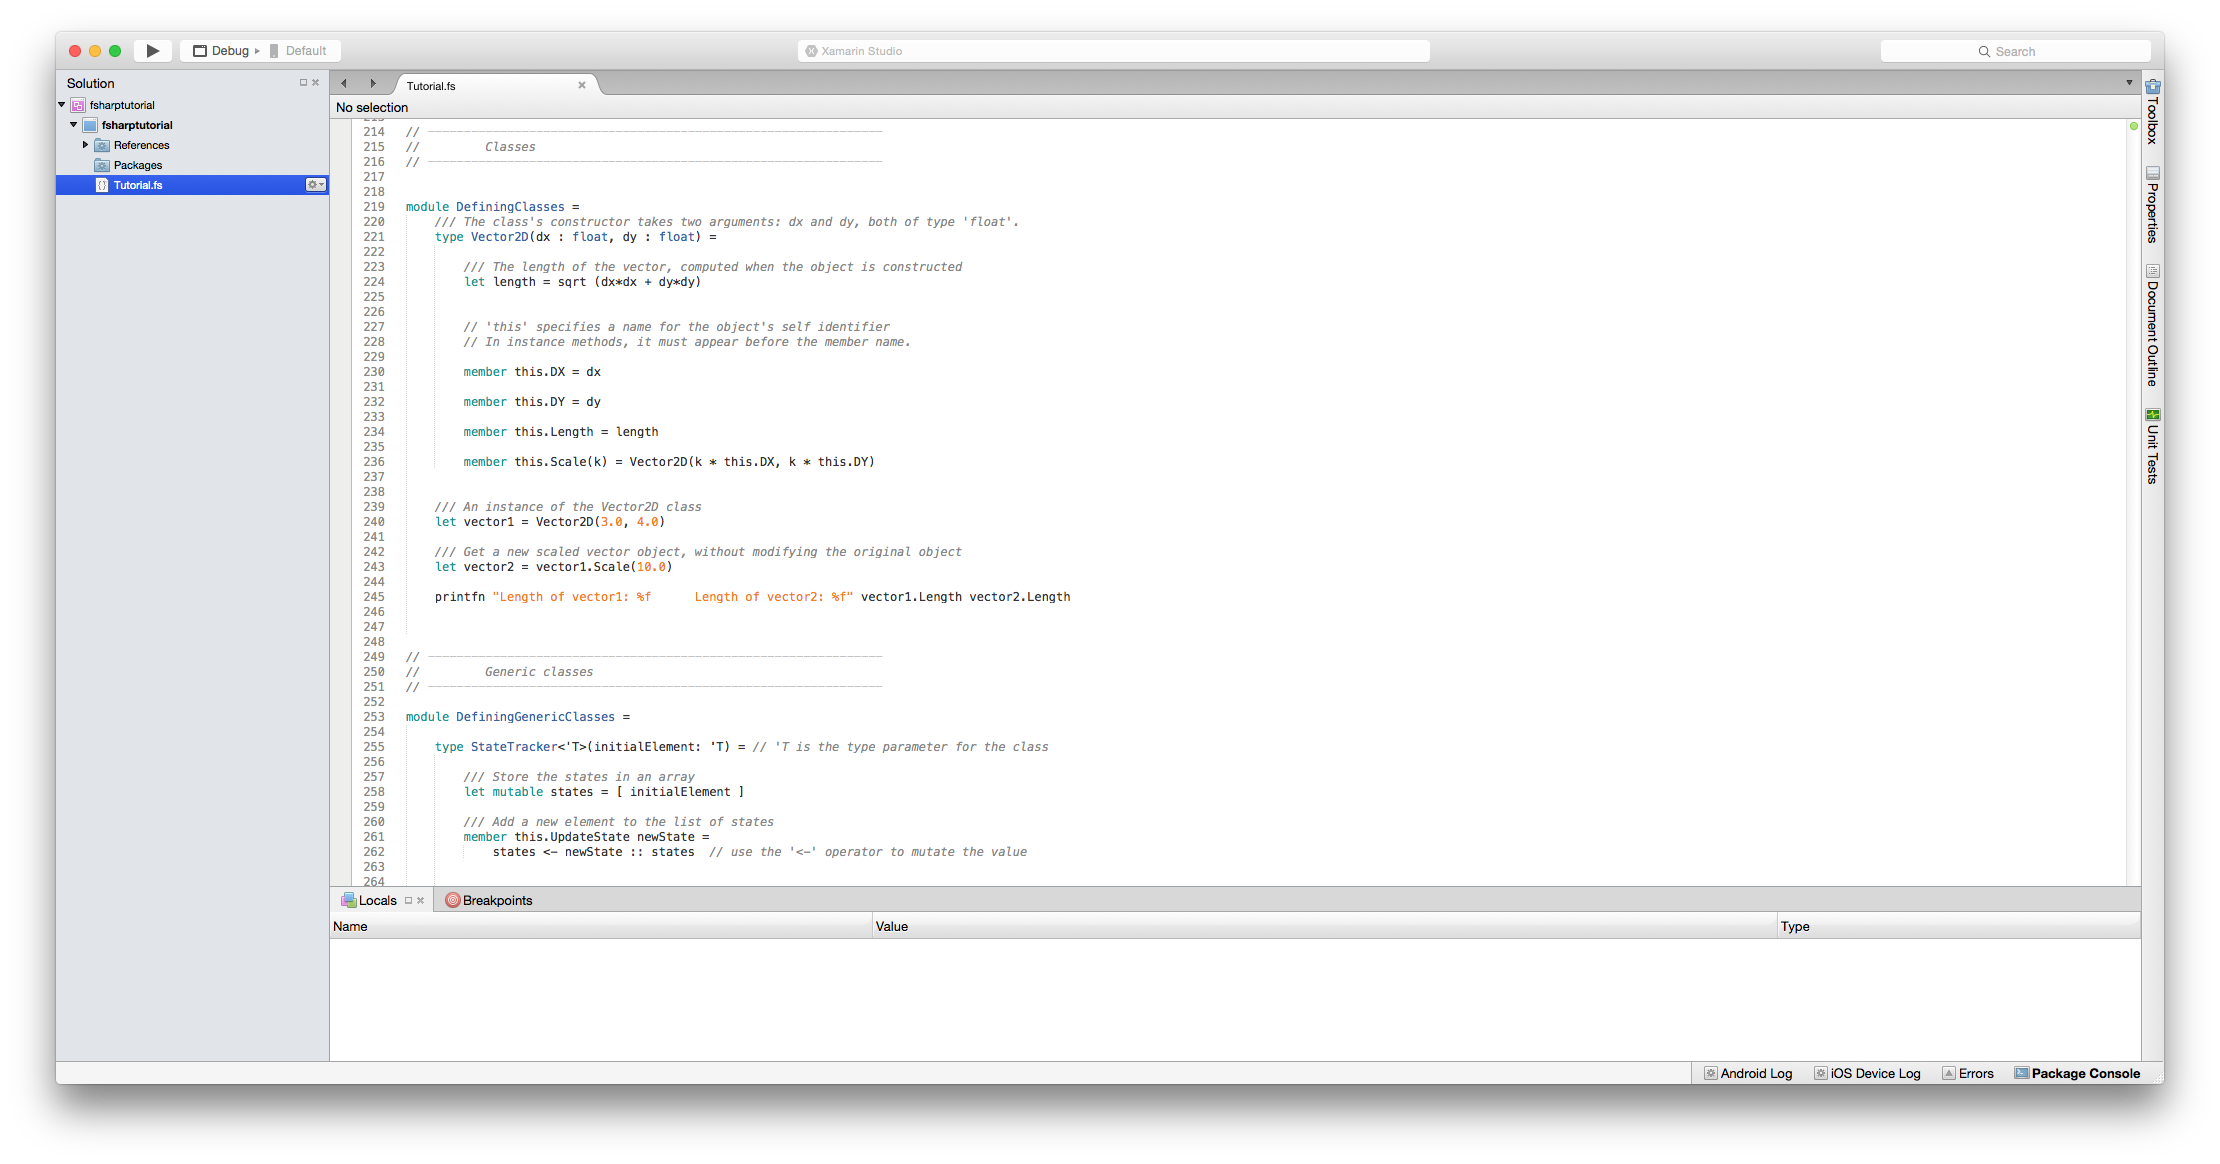 Debug
Default
Xamarin Studio
Search
Solution
fsharptutorial
fsharptutorial
References
Packages
Tutorial.fs
Tutorial.fs
No selection
214 // ---------------------------------------------------------------
215 //         Classes
216 // ---------------------------------------------------------------
217
218
219 module DefiningClasses =
220     /// The class's constructor takes two arguments: dx and dy, both of type 'float'.
221     type Vector2D(dx : float, dy : float) =
222
223         /// The length of the vector, computed when the object is constructed
224         let length = sqrt (dx*dx + dy*dy)
225
226
227         // 'this' specifies a name for the object's self identifier
228         // In instance methods, it must appear before the member name.
229
230         member this.DX = dx
231
232         member this.DY = dy
233
234         member this.Length = length
235
236         member this.Scale(k) = Vector2D(k * this.DX, k * this.DY)
237
238
239     /// An instance of the Vector2D class
240     let vector1 = Vector2D(3.0, 4.0)
241
242     /// Get a new scaled vector object, without modifying the original object
243     let vector2 = vector1.Scale(10.0)
244
245     printfn "Length of vector1: %f      Length of vector2: %f" vector1.Length vector2.Length
246
247
248
249 // ---------------------------------------------------------------
250 //         Generic classes
251 // ---------------------------------------------------------------
252
253 module DefiningGenericClasses =
254
255     type StateTracker<'T>(initialElement: 'T) = // 'T is the type parameter for the class
256
257         /// Store the states in an array
258         let mutable states = [ initialElement ]
259
260         /// Add a new element to the list of states
261         member this.UpdateState newState =
262             states <- newState :: states  // use the '<-' operator to mutate the value
263
264
Toolbox
Properties
Document Outline
Unit Tests
Locals
Breakpoints
Name Value Type
Android Log
iOS Device Log
Errors
Package Console